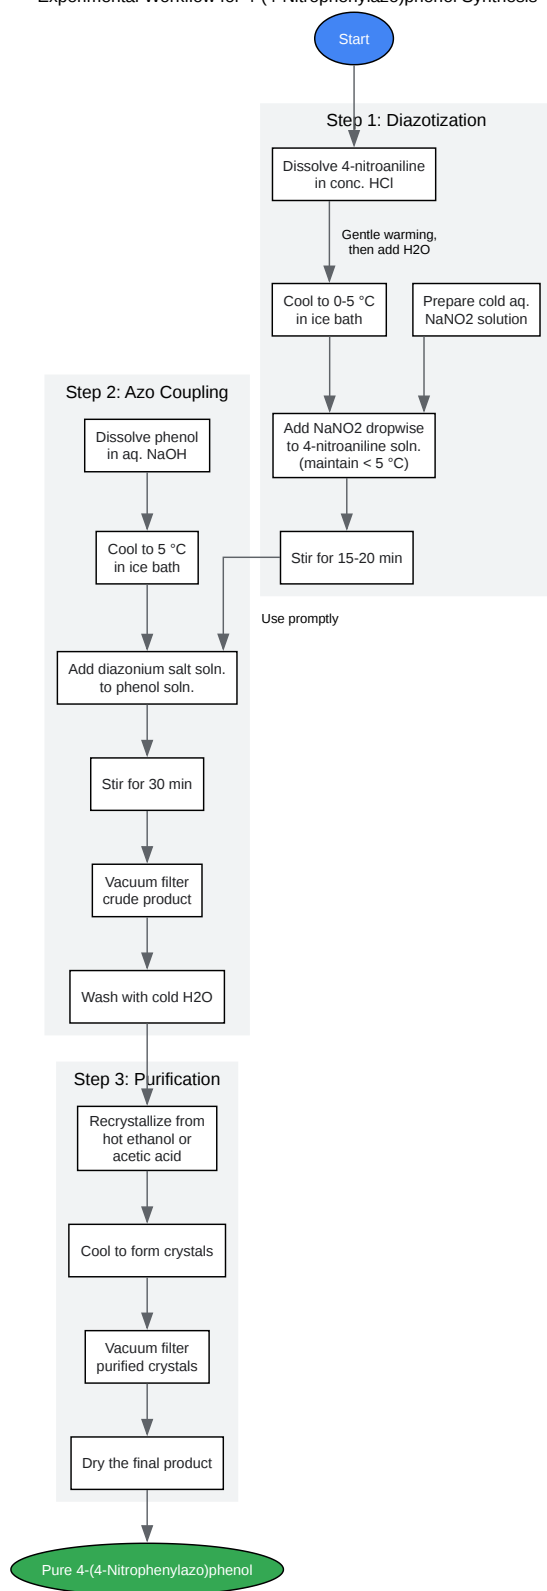 Experimental Workflow for 4-(4-Nitrophenylazo)phenol Synthesis
Start
Step 1: Diazotization
Dissolve 4-nitroaniline
in conc. HCl
Gentle warming,
then add H2O
Cool to 0-5 °C
in ice bath
Prepare cold aq.
NaNO2 solution
Add NaNO2 dropwise
to 4-nitroaniline soln.
(maintain < 5 °C)
Stir for 15-20 min
Use promptly
Step 2: Azo Coupling
Dissolve phenol
in aq. NaOH
Cool to 5 °C
in ice bath
Add diazonium salt soln.
to phenol soln.
Stir for 30 min
Vacuum filter
crude product
Wash with cold H2O
Step 3: Purification
Recrystallize from
hot ethanol or
acetic acid
Cool to form crystals
Vacuum filter
purified crystals
Dry the final product
Pure 4-(4-Nitrophenylazo)phenol